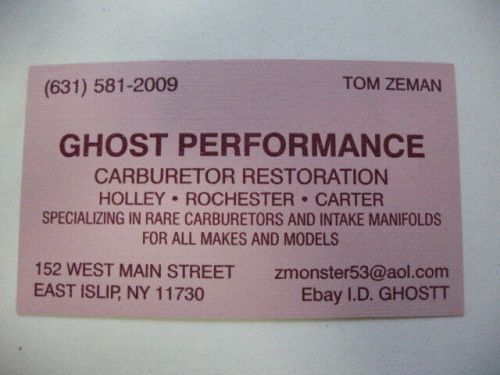 (631) 581-2009 TOM ZEMAN
GHOST PERFORMANCE
CARBURETOR RESTORATION
HOLLEY • ROCHESTER • CARTER
SPECIALIZING IN RARE CARBURETORS AND INTAKE MANIFOLDS
FOR ALL MAKES AND MODELS
152 WEST MAIN STREET zmonster53@aol.com
EAST ISLIP, NY 11730 Ebay I.D. GHOSTT